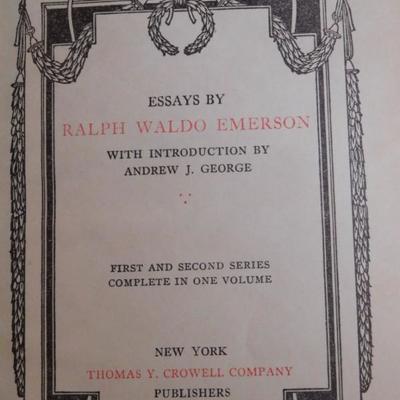 ESSAYS BY
RALPH WALDO EMERSON
WITH INTRODUCTION BY
ANDREW J. GEORGE
FIRST AND SECOND SERIES
COMPLETE IN ONE VOLUME
NEW YORK
THOMAS Y. CROWELL COMPANY
PUBLISHERS